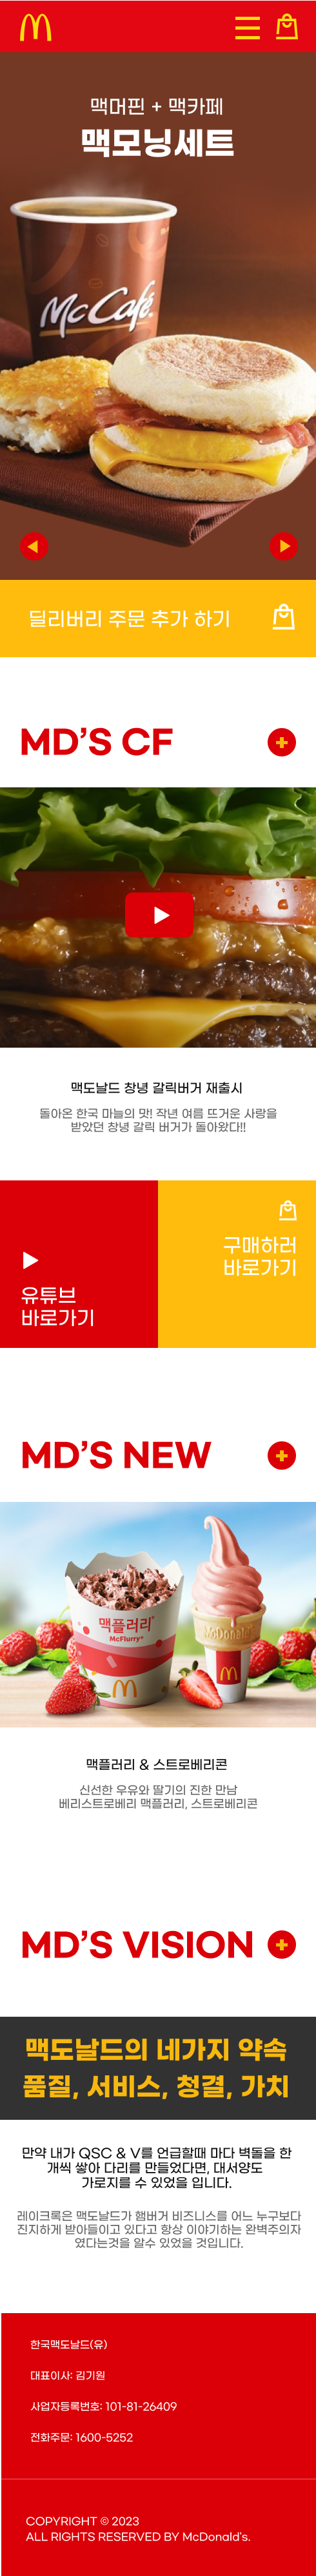 맥머핀 + 맥카페
맥모닝세트
McCafé
딜리버리 주문 추가 하기
MD’S CF
맥도날드 창녕 갈릭버거 재출시
돌아온 한국 마늘의 맛! 작년 여름 뜨거운 사랑을
받았던 창녕 갈릭 버거가 돌아왔다!!
유튜브
바로가기
구매하러
바로가기
MD’S NEW
맥플러리®
McFlurry®
McDonald's
맥플러리 & 스트로베리콘
신선한 우유와 딸기의 진한 만남
베리스트로베리 맥플러리, 스트로베리콘
MD’S VISION
맥도날드의 네가지 약속
품질, 서비스, 청결, 가치
만약 내가 QSC & V를 언급할때 마다 벽돌을 한
개씩 쌓아 다리를 만들었다면, 대서양도
가로지를 수 있었을 입니다.
레이크록은 맥도날드가 햄버거 비즈니스를 어느 누구보다
진지하게 받아들이고 있다고 항상 이야기하는 완벽주의자
였다는것을 알수 있었을 것입니다.
한국맥도날드(유)
대표이사: 김기원
사업자등록번호: 101-81-26409
전화주문: 1600-5252
COPYRIGHT © 2023
ALL RIGHTS RESERVED BY McDonald's.